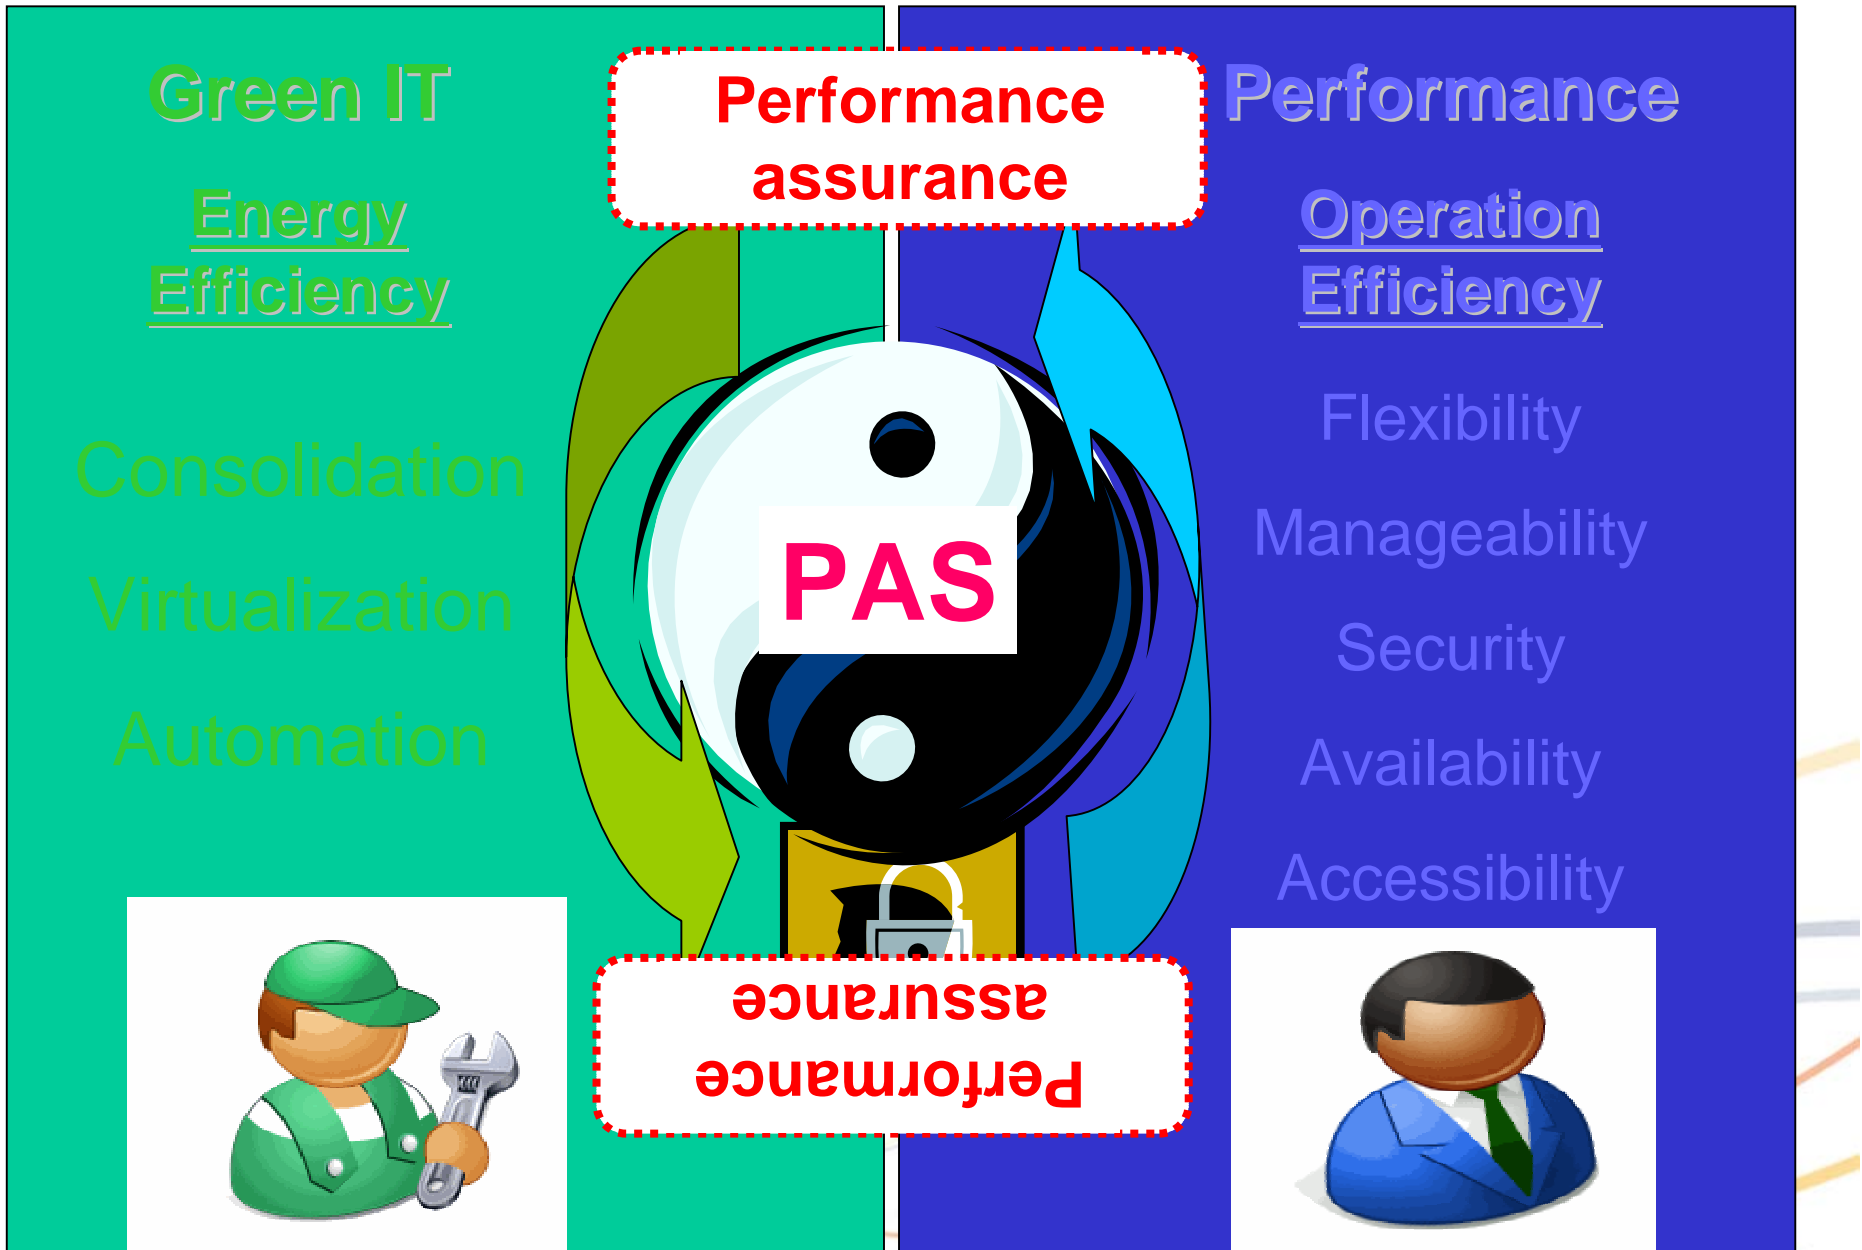 Green IT
Energy
Efficiency
Consolidation
Virtualization
Automation
Performance
assurance
PAS
Performance
assurance
Performance
Operation
Efficiency
Flexibility
Manageability
Security
Availability
Accessibility